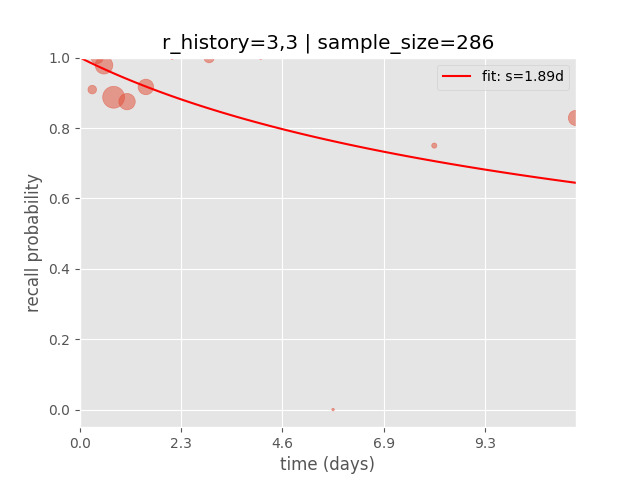 r_history=3,3 | sample_size=286
fit: s=1.89d
1.0
0.8
0.6
0.4
0.2
0.0
recall probability
0.0 2.3 4.6 6.9 9.3
time (days)